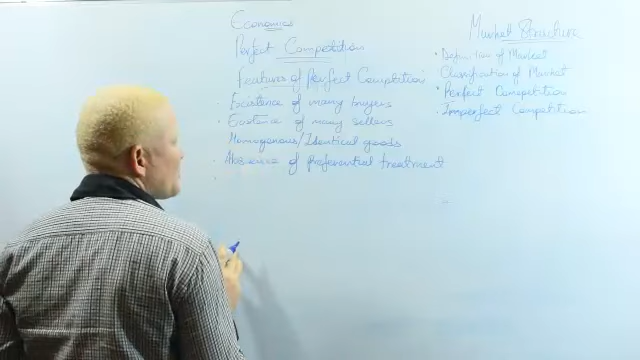 Economics
Perfect Competition
Features of Perfect Competition
Existence of many buyers
Existence of many sellers
Homogenous/Identical goods
Absence of preferential treatment
Market Structure
Definition of Market
Classification of Market
Perfect Competition
Imperfect Competition